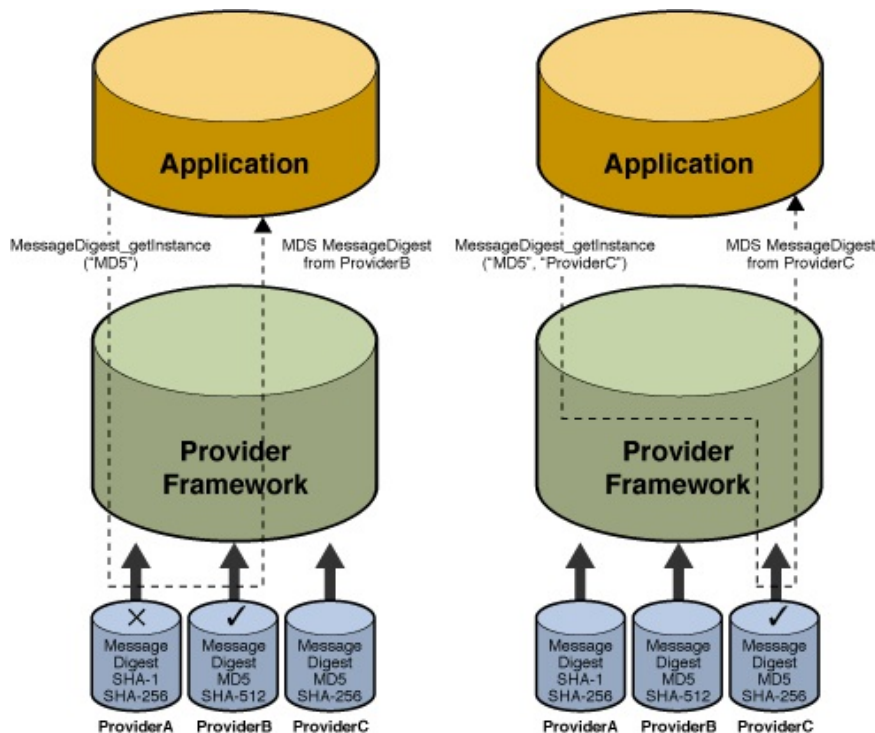 Application
MessageDigest_getInstance
("MD5")
MDS MessageDigest
from ProviderB
Provider
Framework
Message
Digest
SHA-1
SHA-256
ProviderA
Message
Digest
MD5
SHA-512
ProviderB
Message
Digest
MD5
SHA-256
ProviderC
Application
MessageDigest_getInstance
("MD5", "ProviderC")
MDS MessageDigest
from ProviderC
Provider
Framework
Message
Digest
SHA-1
SHA-256
ProviderA
Message
Digest
MD5
SHA-512
ProviderB
Message
Digest
MD5
SHA-256
ProviderC